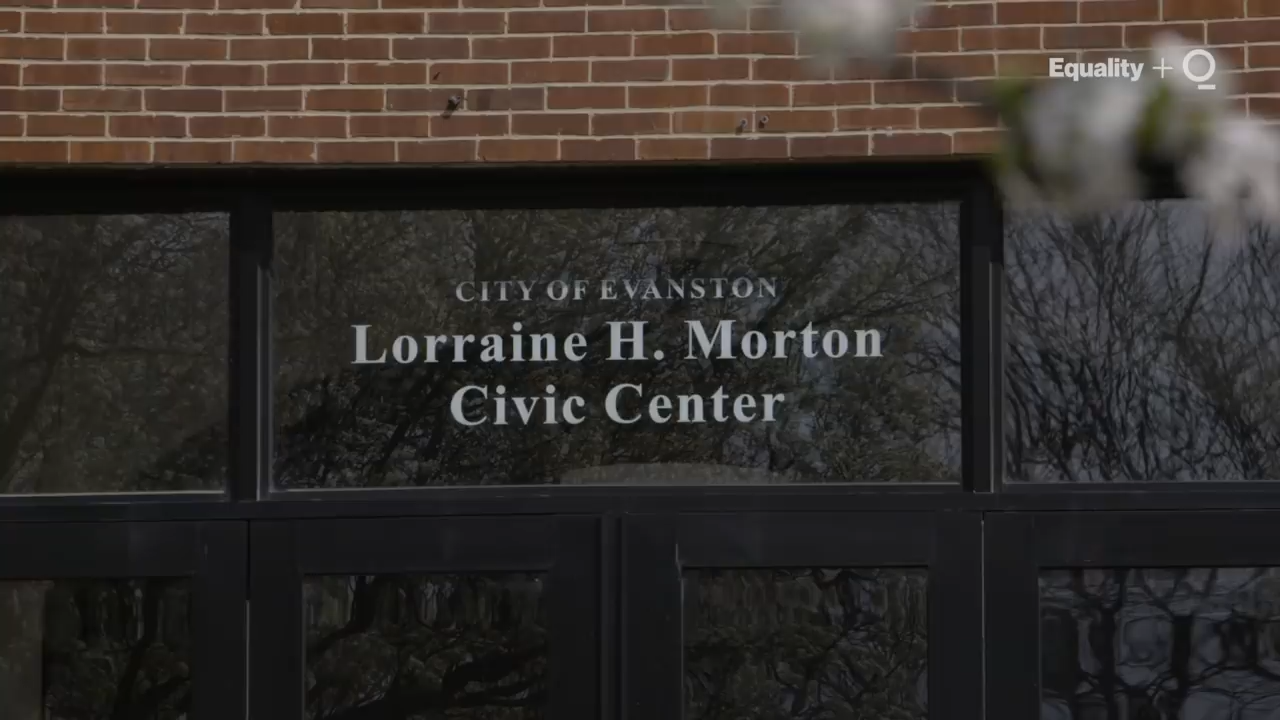 Equality +
CITY OF EVANSTON
Lorraine H. Morton
Civic Center